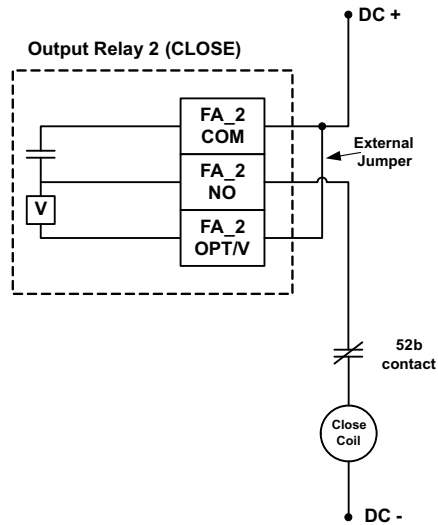 DC +
Output Relay 2 (CLOSE)
FA_2
COM
External
Jumper
FA_2
NO
V
FA_2
OPT/V
52b
contact
Close
Coil
DC -